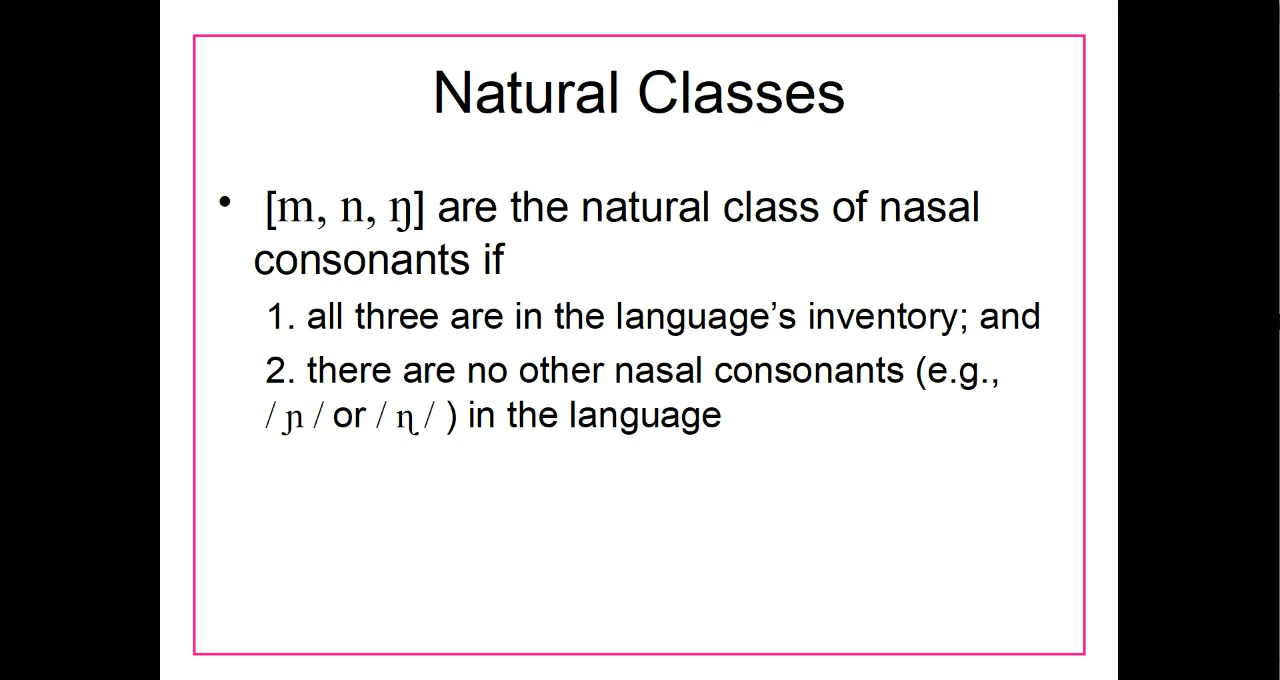 Natural Classes
• [m, n, ŋ] are the natural class of nasal
consonants if
1. all three are in the language’s inventory; and
2. there are no other nasal consonants (e.g.,
/ ɲ / or / ɳ / ) in the language